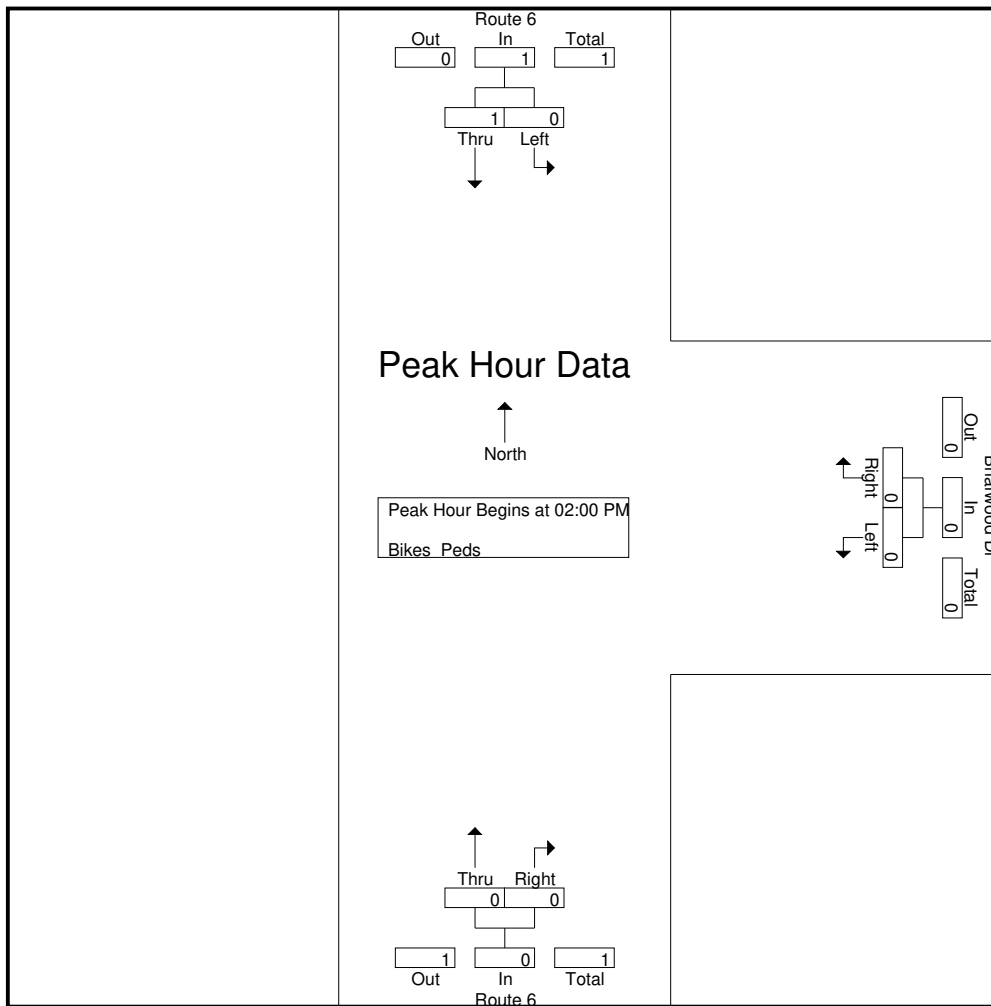 Route 6
Out In Total
0 1 1
1 0
Thru Left
Peak Hour Data
North
Peak Hour Begins at 02:00 PM
Bikes Peds
Out
0
In
0
Total
0
Right
0
Left
0
Thru Right
0 0
1 0 1
Out In Total
Route 6